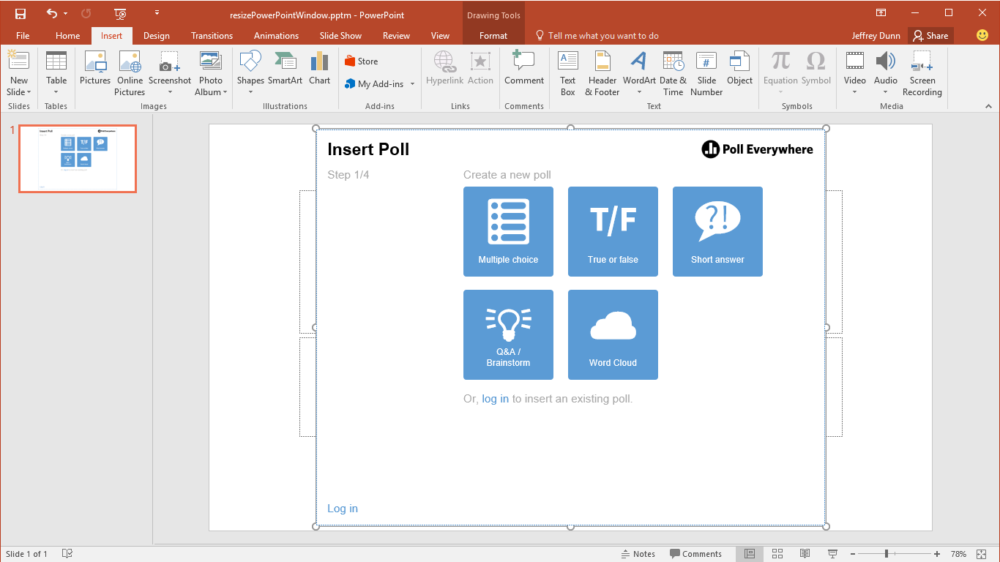 resizePowerPointWindow.pptm - PowerPoint
Drawing Tools
File Home Insert Design Transitions Animations Slide Show Review View Format Tell me what you want to do Jeffrey Dunn Share
New Slide
Table
Pictures
Online Pictures
Screenshot
Photo Album
Shapes
SmartArt
Chart
Store
My Add-ins
Hyperlink
Action
Comment
Text Box
Header & Footer
WordArt
Date & Time
Slide Number
Object
π
Equation
Ω
Symbol
Video
Audio
Screen Recording
Slides Tables Images Illustrations Add-ins Links Comments Text Symbols Media
1
Insert Poll
Poll Everywhere
Step 1/4
Create a new poll
Multiple choice
T/F
True or false
?!
Short answer
Q&A /
Brainstorm
Word Cloud
Or, log in to insert an existing poll.
Log in
Slide 1 of 1 Notes Comments 78%